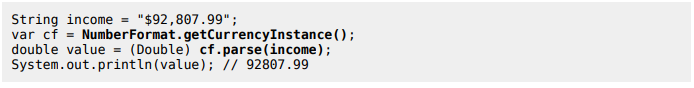 String income = "$92,807.99";
var cf = NumberFormat.getCurrencyInstance();
double value = (Double) cf.parse(income);
System.out.println(value); // 92807.99